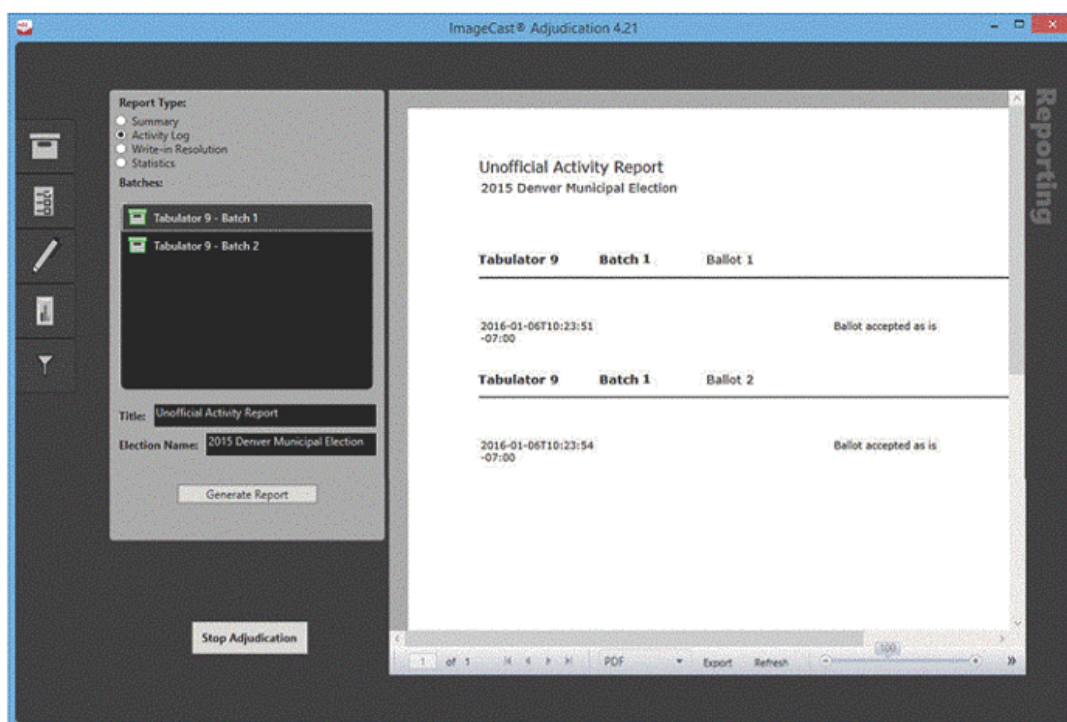 ImageCast® Adjudication 4.21
Report Type:
Summary
Activity Log
Write-in Resolution
Statistics
Batches:
Tabulator 9 - Batch 1
Tabulator 9 - Batch 2
Title: Unofficial Activity Report
Election Name: 2015 Denver Municipal Election
Generate Report
Stop Adjudication
Unofficial Activity Report
2015 Denver Municipal Election
Tabulator 9 Batch 1 Ballot 1
2016-01-06T10:23:51 Ballot accepted as is
-07:00
Tabulator 9 Batch 1 Ballot 2
2016-01-06T10:23:54 Ballot accepted as is
-07:00
1 of 1 PDF Export Refresh 100
Reporting